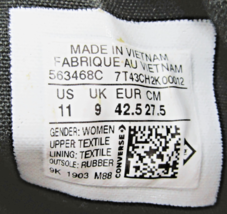 MADE IN VIETNAM
FABRIQUE AU VIETNAM
563468C 7T43CH2K00012
US UK EUR CM
11 9 42.5 27.5
GENDER: WOMEN
UPPER: TEXTILE
LINING: TEXTILE
OUTSOLE: RUBBER
9K 1903 M88
CONVERSE